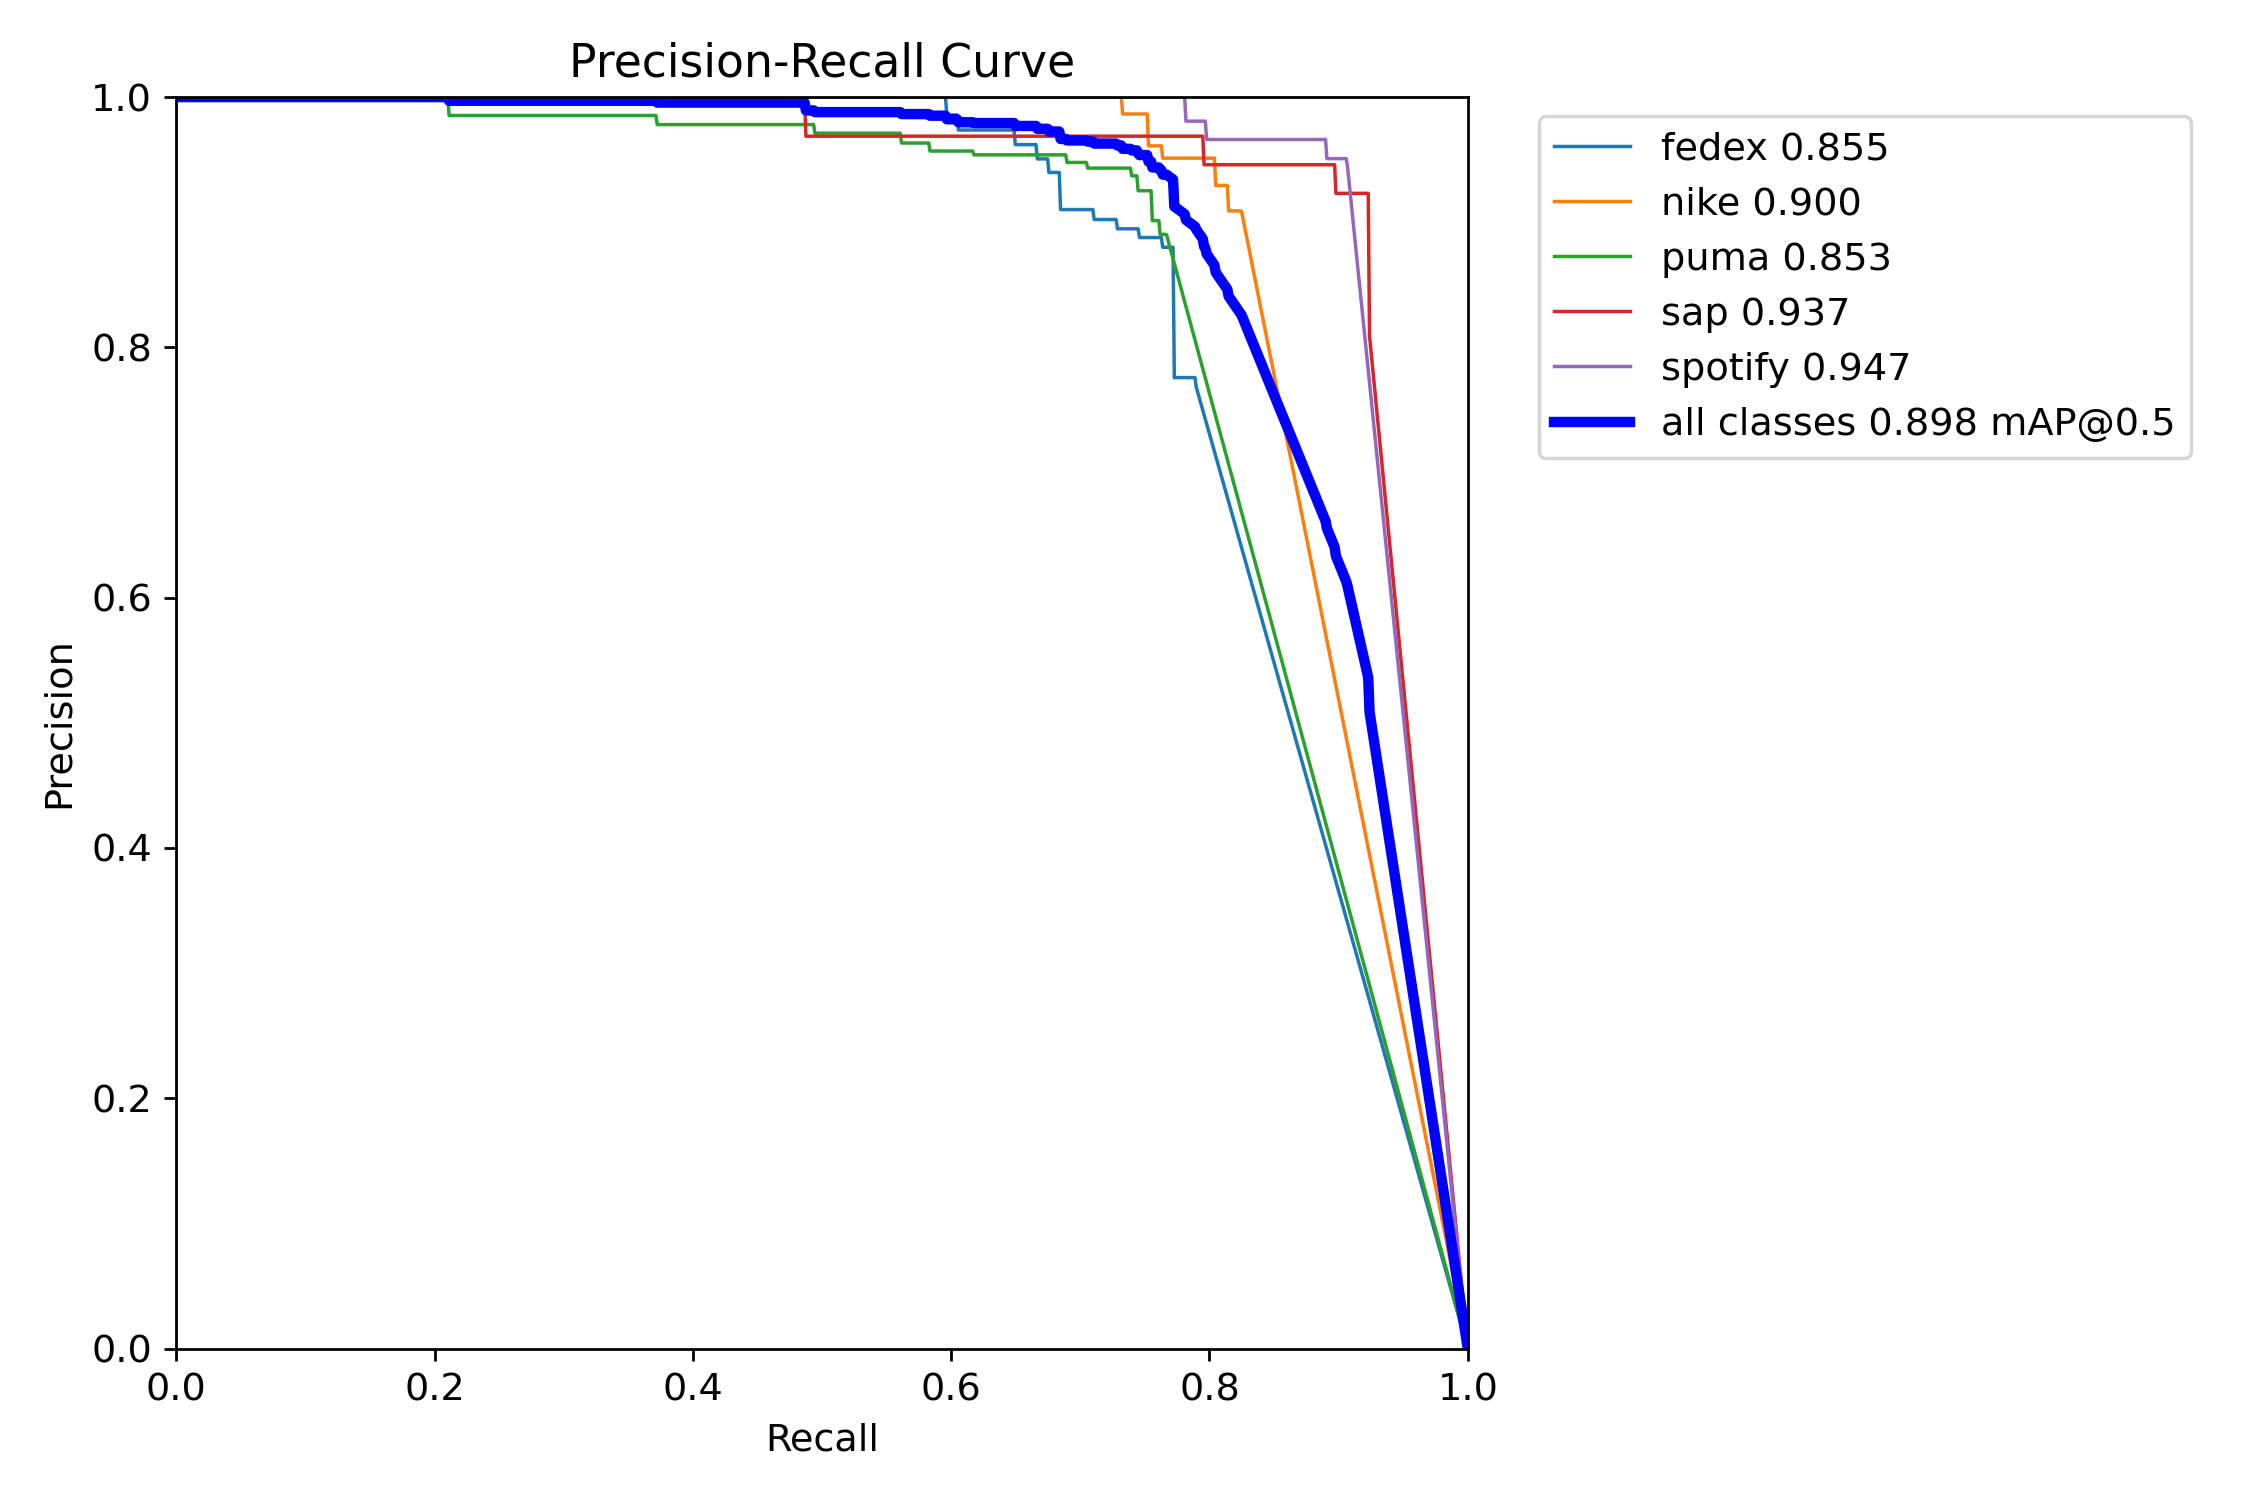 Precision-Recall Curve
1.0
0.8
0.6
0.4
0.2
0.0
Precision
0.0 0.2 0.4 0.6 0.8 1.0
Recall
fedex 0.855
nike 0.900
puma 0.853
sap 0.937
spotify 0.947
all classes 0.898 mAP@0.5